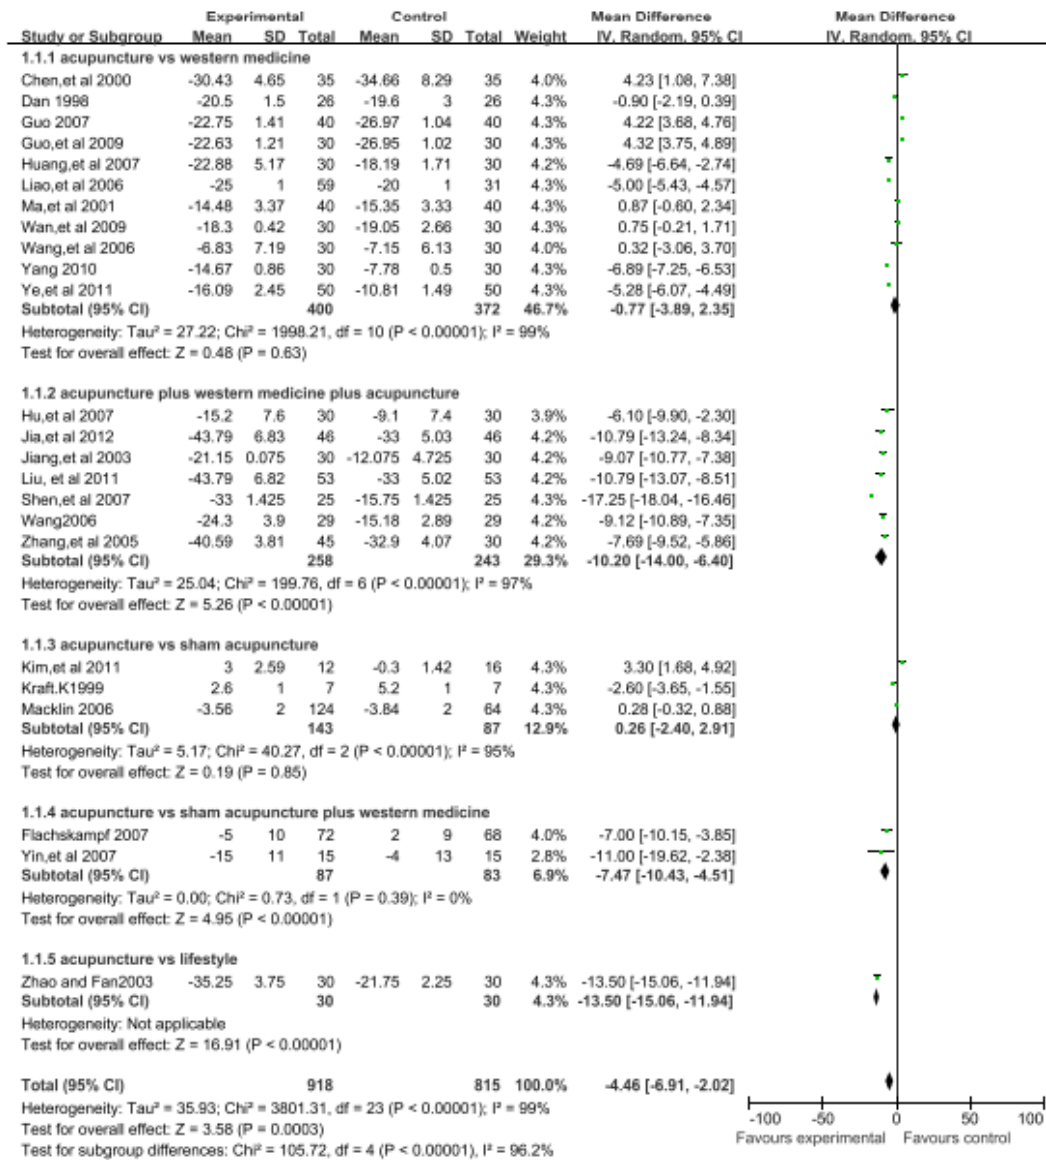 Experimental Control Mean Difference Mean Difference
Study or Subgroup Mean SD Total Mean SD Total Weight IV. Random. 95% CI IV. Random. 95% CI
1.1.1 acupuncture vs western medicine
Chen,et al 2000 -30.43 4.65 35 -34.66 8.29 35 4.0% 4.23 [1.08, 7.38]
Dan 1998 -20.5 1.5 26 -19.6 3 26 4.3% -0.90 [-2.19, 0.39]
Guo 2007 -22.75 1.41 40 -26.97 1.04 40 4.3% 4.22 [3.68, 4.76]
Guo,et al 2009 -22.63 1.21 30 -26.95 1.02 30 4.3% 4.32 [3.75, 4.89]
Huang,et al 2007 -22.88 5.17 30 -18.19 1.71 30 4.2% -4.69 [-6.64, -2.74]
Liao,et al 2006 -25 1 59 -20 1 31 4.3% -5.00 [-5.43, -4.57]
Ma,et al 2001 -14.48 3.37 40 -15.35 3.33 40 4.3% 0.87 [-0.60, 2.34]
Wan,et al 2009 -18.3 0.42 30 -19.05 2.66 30 4.3% 0.75 [-0.21, 1.71]
Wang,et al 2006 -6.83 7.19 30 -7.15 6.13 30 4.0% 0.32 [-3.06, 3.70]
Yang 2010 -14.67 0.86 30 -7.78 0.5 30 4.3% -6.89 [-7.25, -6.53]
Ye,et al 2011 -16.09 2.45 50 -10.81 1.49 50 4.3% -5.28 [-6.07, -4.49]
Subtotal (95% CI) 400 372 46.7% -0.77 [-3.89, 2.35]
Heterogeneity: Tau² = 27.22; Chi² = 1998.21, df = 10 (P < 0.00001); I² = 99%
Test for overall effect: Z = 0.48 (P = 0.63)
1.1.2 acupuncture plus western medicine plus acupuncture
Hu,et al 2007 -15.2 7.6 30 -9.1 7.4 30 3.9% -6.10 [-9.90, -2.30]
Jia,et al 2012 -43.79 6.83 46 -33 5.03 46 4.2% -10.79 [-13.24, -8.34]
Jiang,et al 2003 -21.15 0.075 30 -12.075 4.725 30 4.2% -9.07 [-10.77, -7.38]
Liu, et al 2011 -43.79 6.82 53 -33 5.02 53 4.2% -10.79 [-13.07, -8.51]
Shen,et al 2007 -33 1.425 25 -15.75 1.425 25 4.3% -17.25 [-18.04, -16.46]
Wang2006 -24.3 3.9 29 -15.18 2.89 29 4.2% -9.12 [-10.89, -7.35]
Zhang,et al 2005 -40.59 3.81 45 -32.9 4.07 30 4.2% -7.69 [-9.52, -5.86]
Subtotal (95% CI) 258 243 29.3% -10.20 [-14.00, -6.40]
Heterogeneity: Tau² = 25.04; Chi² = 199.76, df = 6 (P < 0.00001); I² = 97%
Test for overall effect: Z = 5.26 (P < 0.00001)
1.1.3 acupuncture vs sham acupuncture
Kim,et al 2011 3 2.59 12 -0.3 1.42 16 4.3% 3.30 [1.68, 4.92]
Kraft.K1999 2.6 1 7 5.2 1 7 4.3% -2.60 [-3.65, -1.55]
Macklin 2006 -3.56 2 124 -3.84 2 64 4.3% 0.28 [-0.32, 0.88]
Subtotal (95% CI) 143 87 12.9% 0.26 [-2.40, 2.91]
Heterogeneity: Tau² = 5.17; Chi² = 40.27, df = 2 (P < 0.00001); I² = 95%
Test for overall effect: Z = 0.19 (P = 0.85)
1.1.4 acupuncture vs sham acupuncture plus western medicine
Flachskampf 2007 -5 10 72 2 9 68 4.0% -7.00 [-10.15, -3.85]
Yin,et al 2007 -15 11 15 -4 13 15 2.8% -11.00 [-19.62, -2.38]
Subtotal (95% CI) 87 83 6.9% -7.47 [-10.43, -4.51]
Heterogeneity: Tau² = 0.00; Chi² = 0.73, df = 1 (P = 0.39); I² = 0%
Test for overall effect: Z = 4.95 (P < 0.00001)
1.1.5 acupuncture vs lifestyle
Zhao and Fan2003 -35.25 3.75 30 -21.75 2.25 30 4.3% -13.50 [-15.06, -11.94]
Subtotal (95% CI) 30 30 4.3% -13.50 [-15.06, -11.94]
Heterogeneity: Not applicable
Test for overall effect: Z = 16.91 (P < 0.00001)
Total (95% CI) 918 815 100.0% -4.46 [-6.91, -2.02]
Heterogeneity: Tau² = 35.93; Chi² = 3801.31, df = 23 (P < 0.00001); I² = 99%
Test for overall effect: Z = 3.58 (P = 0.0003)
Test for subgroup differences: Chi² = 105.72, df = 4 (P < 0.00001), I² = 96.2%
-100 -50 0 50 100
Favours experimental Favours control